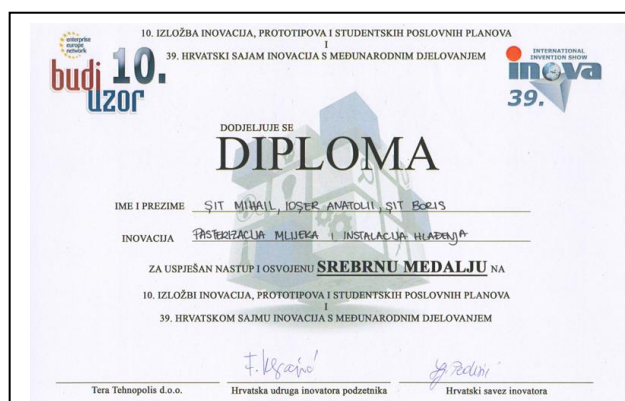 enterprise
europe
network
budi 10.
uzor
10. IZLOŽBA INOVACIJA, PROTOTIPOVA I STUDENTSKIH POSLOVNIH PLANOVA
I
39. HRVATSKI SAJAM INOVACIJA S MEĐUNARODNIM DJELOVANJEM
INTERNATIONAL
INVENTION SHOW
inova
39.
DODJELJUJE SE
DIPLOMA
IME I PREZIME ŞIT MIHAIL, IOŞER ANATOLII, ŞIT BORIS
INOVACIJA PASTERIZACIJA MLIJEKA I INSTALACIJA HLAĐENJA
ZA USPJEŠAN NASTUP I OSVOJENU SREBRNU MEDALJU NA
10. IZLOŽBI INOVACIJA, PROTOTIPOVA I STUDENTSKIH POSLOVNIH PLANOVA
I
39. HRVATSKOM SAJMU INOVACIJA S MEĐUNARODNIM DJELOVANJEM
Tera Tehnopolis d.o.o. Hrvatska udruga inovatora podzetnika Hrvatski savez inovatora